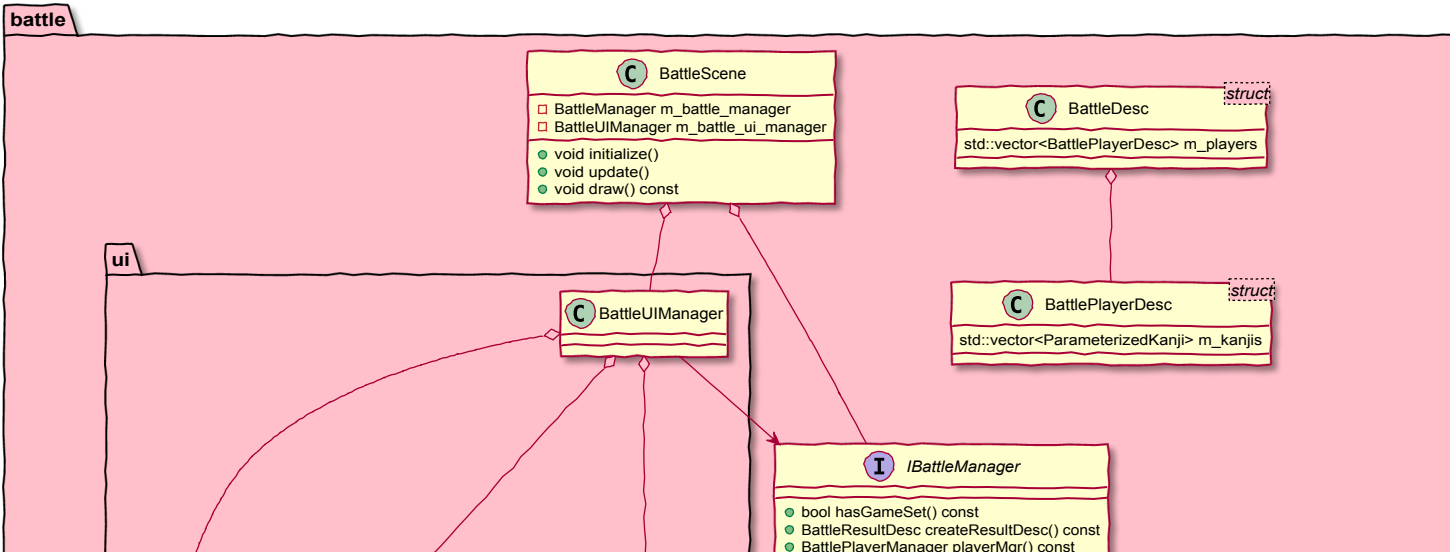 battle
C BattleScene
BattleManager m_battle_manager
BattleUIManager m_battle_ui_manager
void initialize()
void update()
void draw() const
struct
C BattleDesc
std::vector<BattlePlayerDesc> m_players
ui
C BattleUIManager
struct
C BattlePlayerDesc
std::vector<ParameterizedKanji> m_kanjis
I IBattleManager
bool hasGameSet() const
BattleResultDesc createResultDesc() const
BattlePlayerManager playerMgr() const